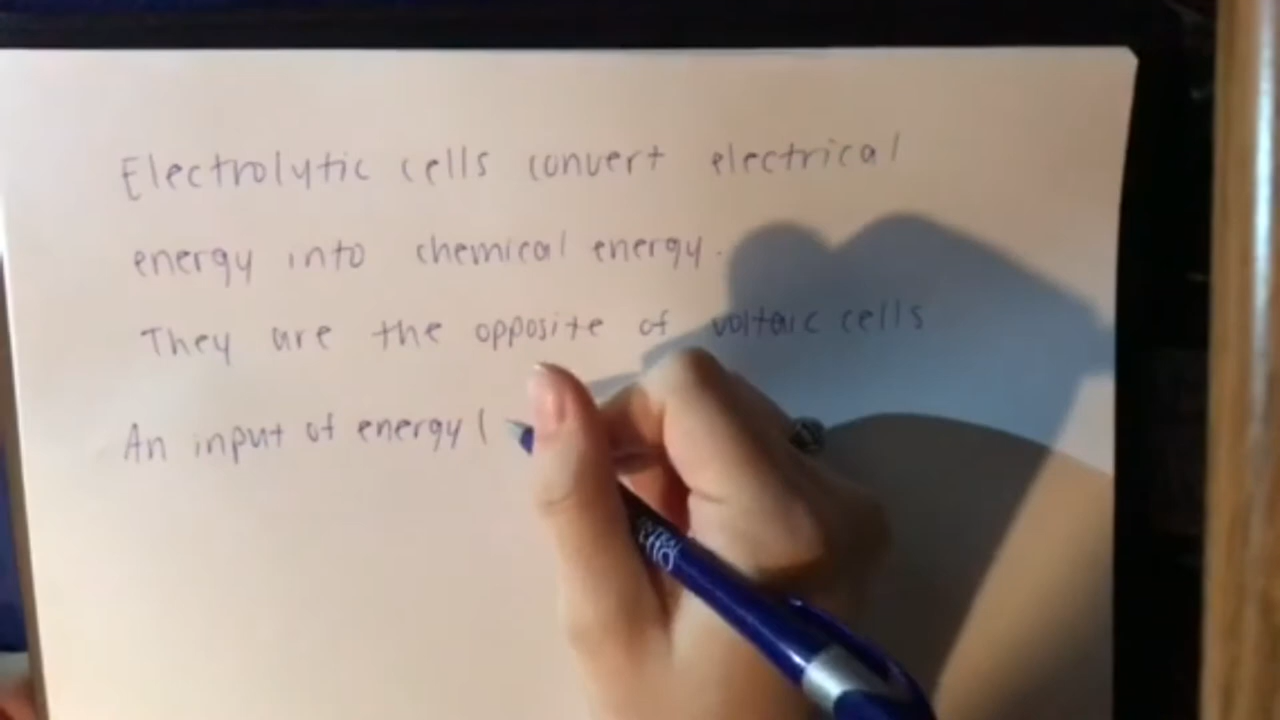 Electrolytic cells convert electrical
energy into chemical energy.
They are the opposite of voltaic cells
An input of energy (